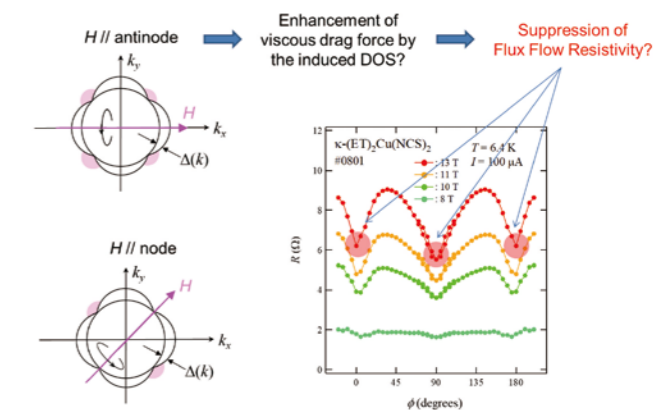 H // antinode
Enhancement of
viscous drag force by
the induced DOS?
Suppression of
Flux Flow Resistivity?
k_y
H
k_x
Δ(k)
H // node
k_y
H
k_x
Δ(k)
κ-(ET)₂Cu(NCS)₂
#0801
T = 6.4 K
I = 100 μA
: 13 T
: 11 T
: 10 T
: 8 T
12
10
8
6
4
2
0
R (Ω)
0 45 90 135 180
ϕ (degrees)